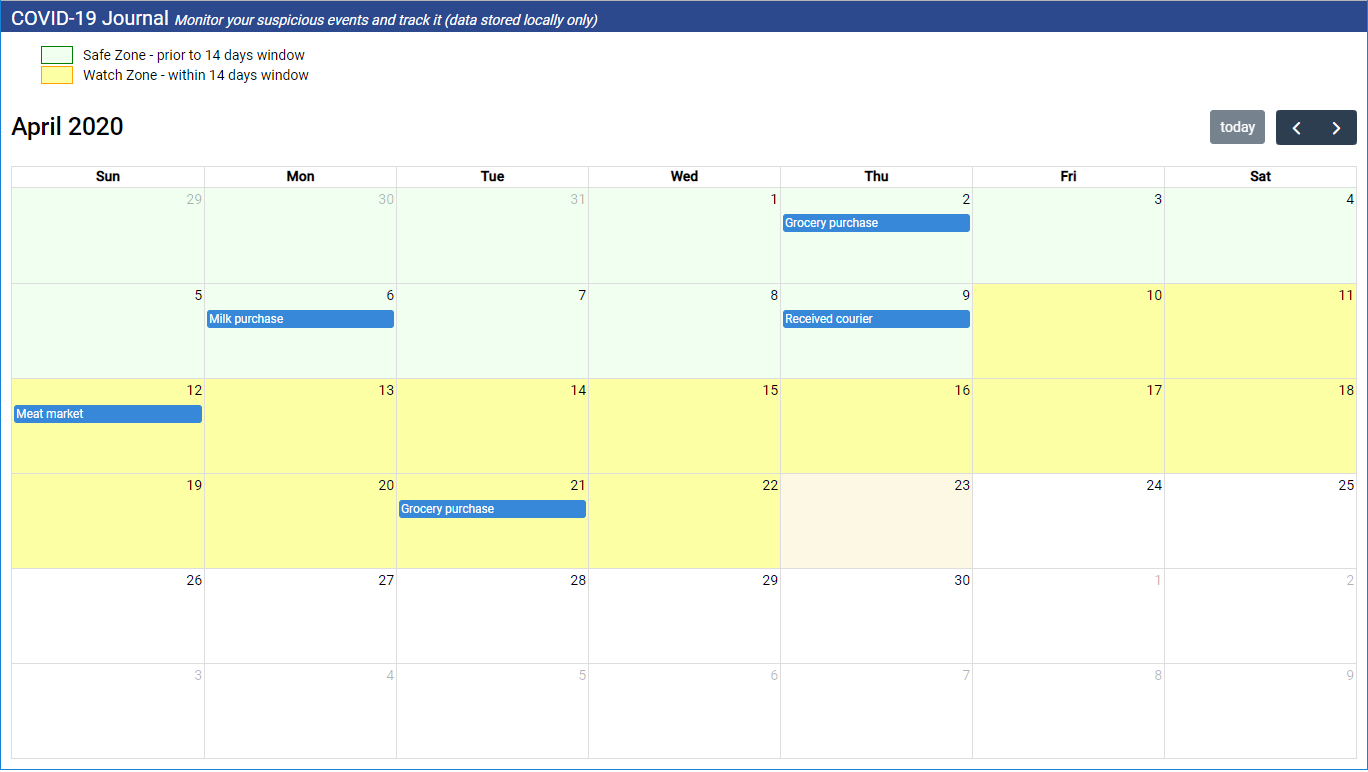 COVID-19 Journal Monitor your suspicious events and track it (data stored locally only)
Safe Zone - prior to 14 days window
Watch Zone - within 14 days window
April 2020
today
Sun Mon Tue Wed Thu Fri Sat
29 30 31 1 2 3 4
Grocery purchase
5 6 7 8 9 10 11
Milk purchase Received courier
12 13 14 15 16 17 18
Meat market
19 20 21 22 23 24 25
Grocery purchase
26 27 28 29 30 1 2
3 4 5 6 7 8 9